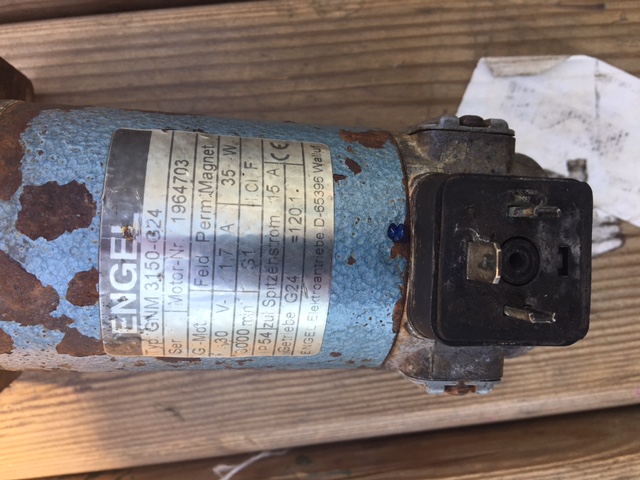 ENGEL
Typ GNM 3150-G24
Ser Motor-Nr. 1964703
G-Mot Feld Perm. Magnet.
30 V- 1.7 A 35 W
3000 min S1 Cl. F
IP54 zul Spitzenstrom 15 A CE
Getriebe G24 =120:1
ENGEL Elektroantriebe D-65396 Walluf